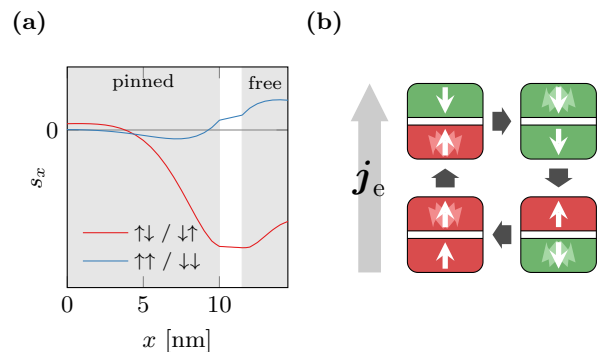 (a)
(b)
pinned
free
0
s_x
↑↓ / ↓↑
↑↑ / ↓↓
0
5
10
x [nm]
j_e